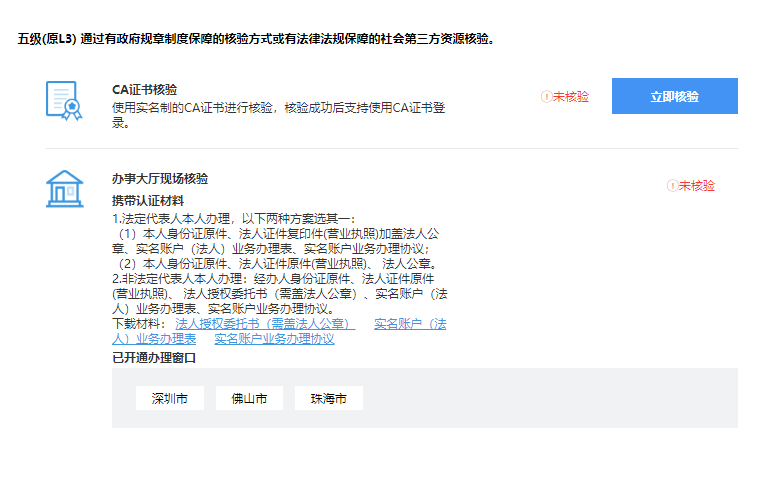 五级(原L3) 通过有政府规章制度保障的核验方式或有法律法规保障的社会第三方资源核验。
CA证书核验
使用实名制的CA证书进行核验，核验成功后支持使用CA证书登
录。
未核验
立即核验
办事大厅现场核验
未核验
携带认证材料
1.法定代表人本人办理，以下两种方案选其一：
（1）本人身份证原件、法人证件复印件(营业执照)加盖法人公
章、实名账户（法人）业务办理表、实名账户业务办理协议；
（2）本人身份证原件、法人证件原件(营业执照)、 法人公章。
2.非法定代表人本人办理：经办人身份证原件、法人证件原件
(营业执照)、 法人授权委托书（需盖法人公章）、实名账户（法
人）业务办理表、实名账户业务办理协议。
下载材料： 法人授权委托书（需盖法人公章） 实名账户（法
人）业务办理表 实名账户业务办理协议
已开通办理窗口
深圳市 佛山市 珠海市